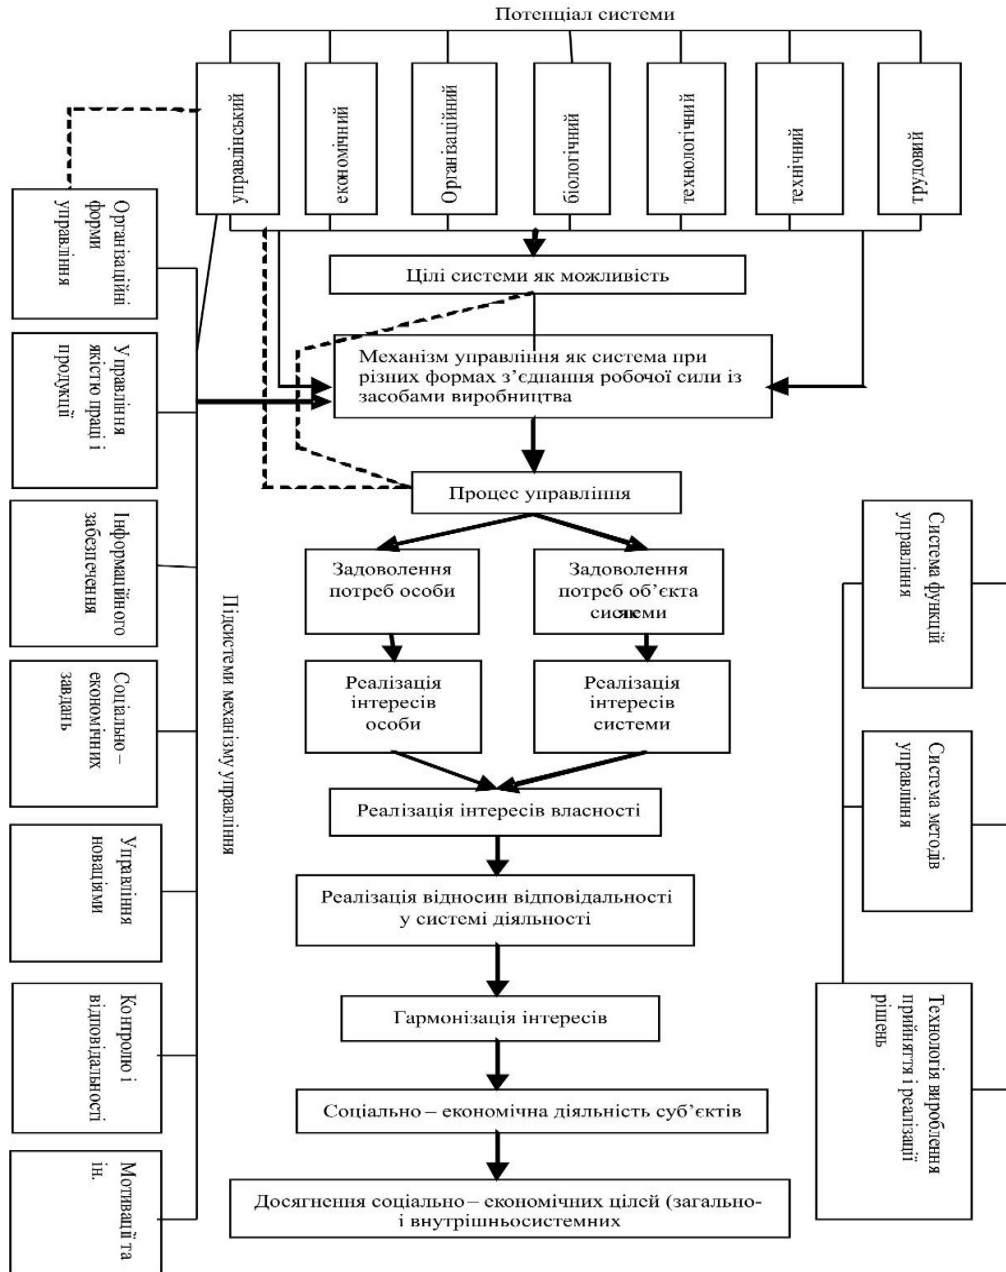 Потенціал системи
управлінський
економічний
Організаційний
біологічний
технологічний
технічний
трудовий
Організаційні
форми
управління
Управління
якістю праці і
продукції
Інформаційного
забезпечення
Соціально –
економічних
завдань
Управління
новаціями
Контролю і
відповідальності
Мотивації та
ін.
Підсистеми механізму управління
Цілі системи як можливість
Механізм управління як система при
різних формах з’єднання робочої сили із
засобами виробництва
Процес управління
Задоволення
потреб особи
Задоволення
потреб об’єкта
як
системи
Реалізація
інтересів
особи
Реалізація
інтересів
системи
Реалізація інтересів власності
Реалізація відносин відповідальності
у системі діяльності
Гармонізація інтересів
Соціально – економічна діяльність суб’єктів
Досягнення соціально – економічних цілей (загально-
і внутрішньосистемних
Система функцій
управління
Система методів
управління
Технологія вироблення
прийняття і реалізації
рішень